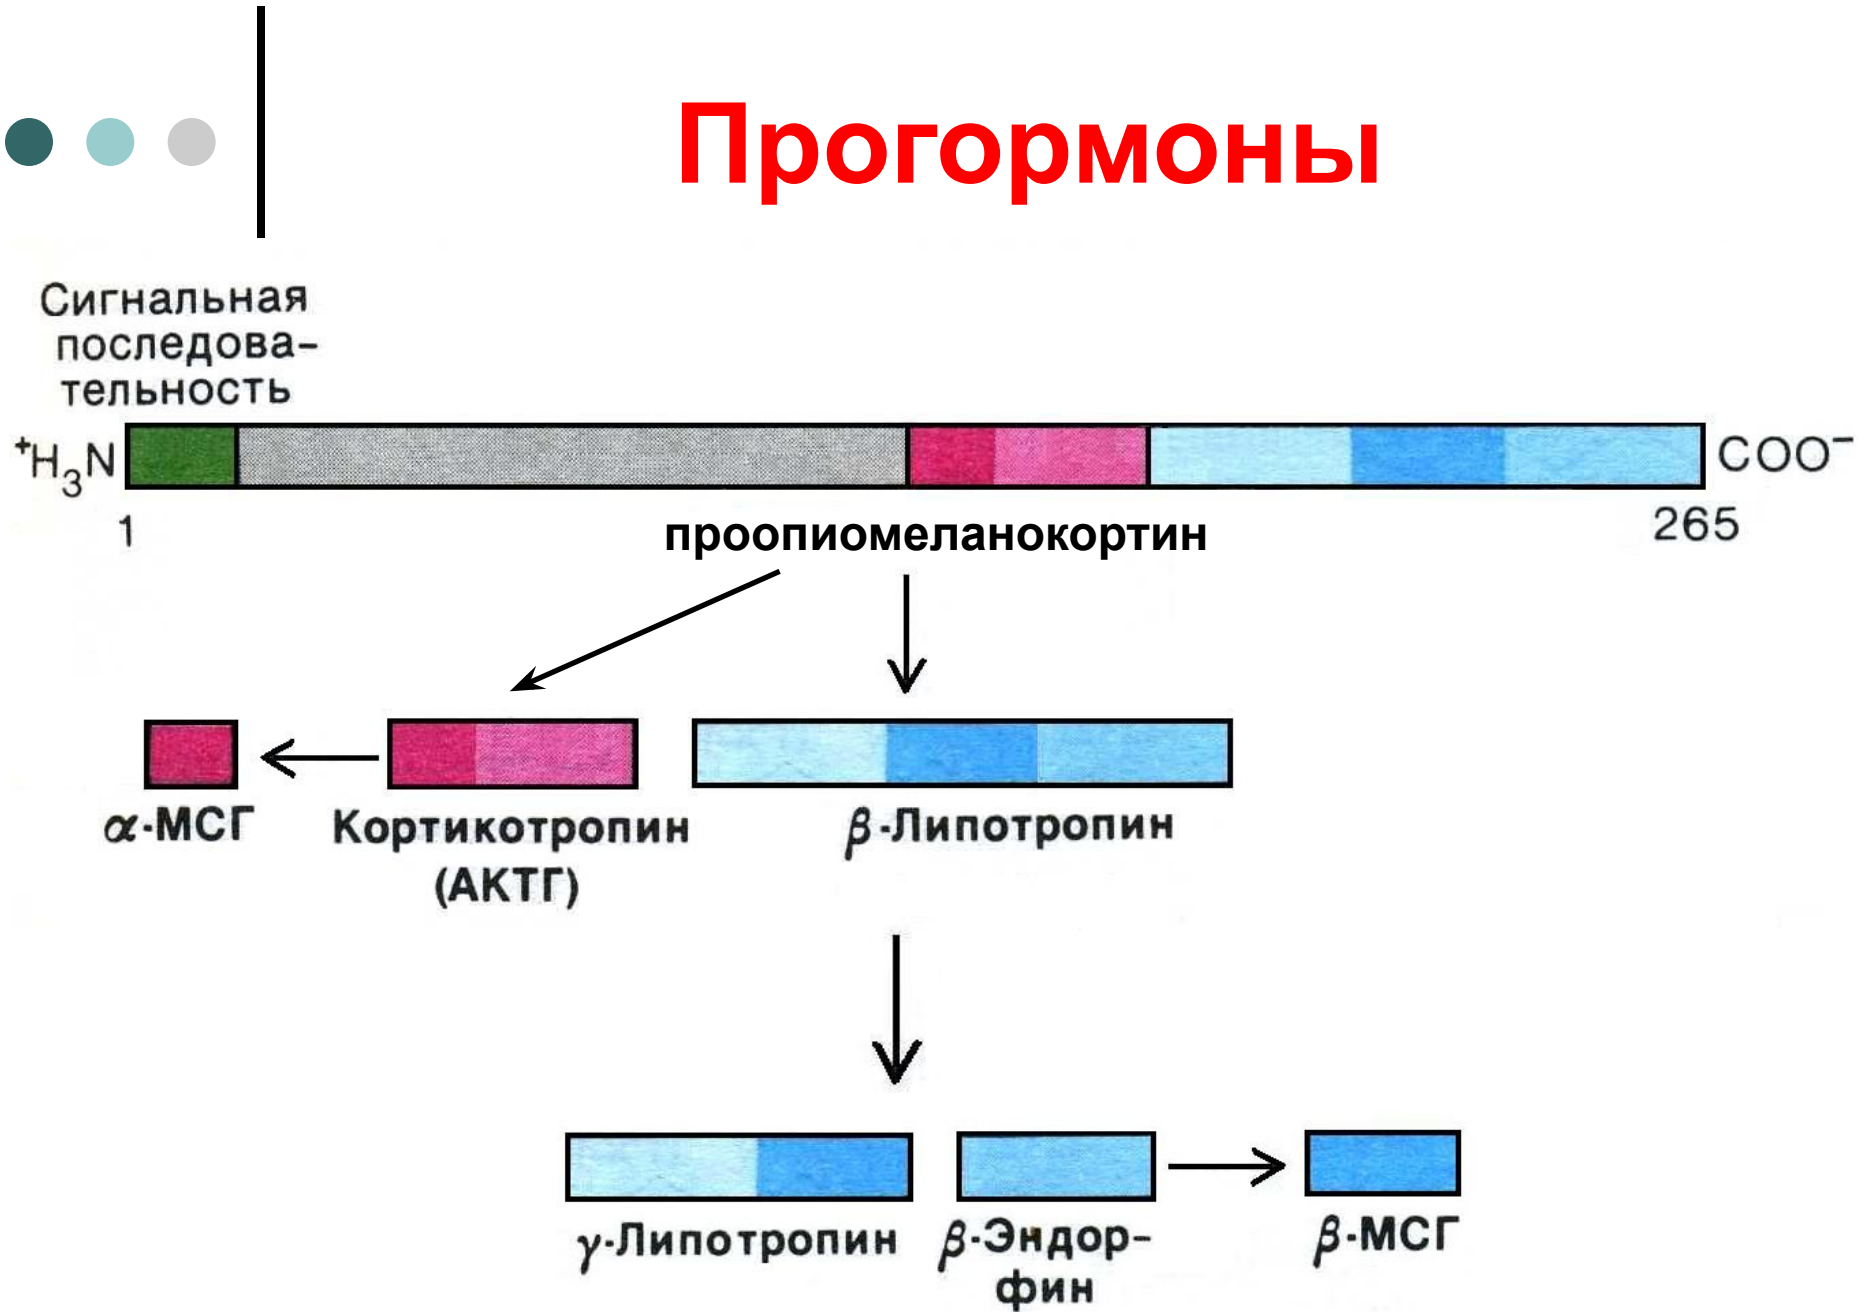 Прогормоны
Сигнальная
последова-
тельность
⁺H₃N
COO⁻
1
265
проопиомеланокортин
α-МСГ
Кортикотропин
(АКТГ)
β-Липотропин
γ-Липотропин
β-Эндор-
фин
β-МСГ